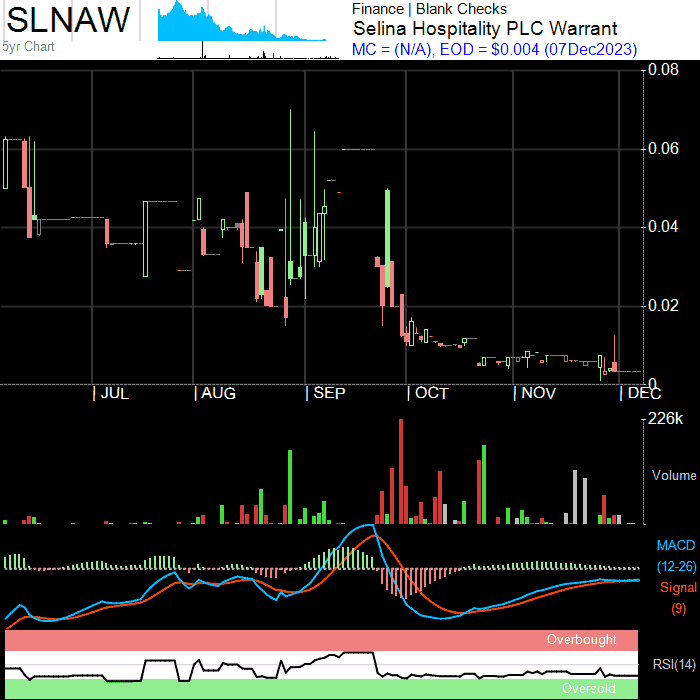 SLNAW
5yr Chart
Finance | Blank Checks
Selina Hospitality PLC Warrant
MC = (N/A), EOD = $0.004 (07Dec2023)
0.08
0.06
0.04
0.02
0
JUL AUG SEP OCT NOV DEC
226k
Volume
MACD
(12-26)
Signal
(9)
Overbought
RSI(14)
Oversold